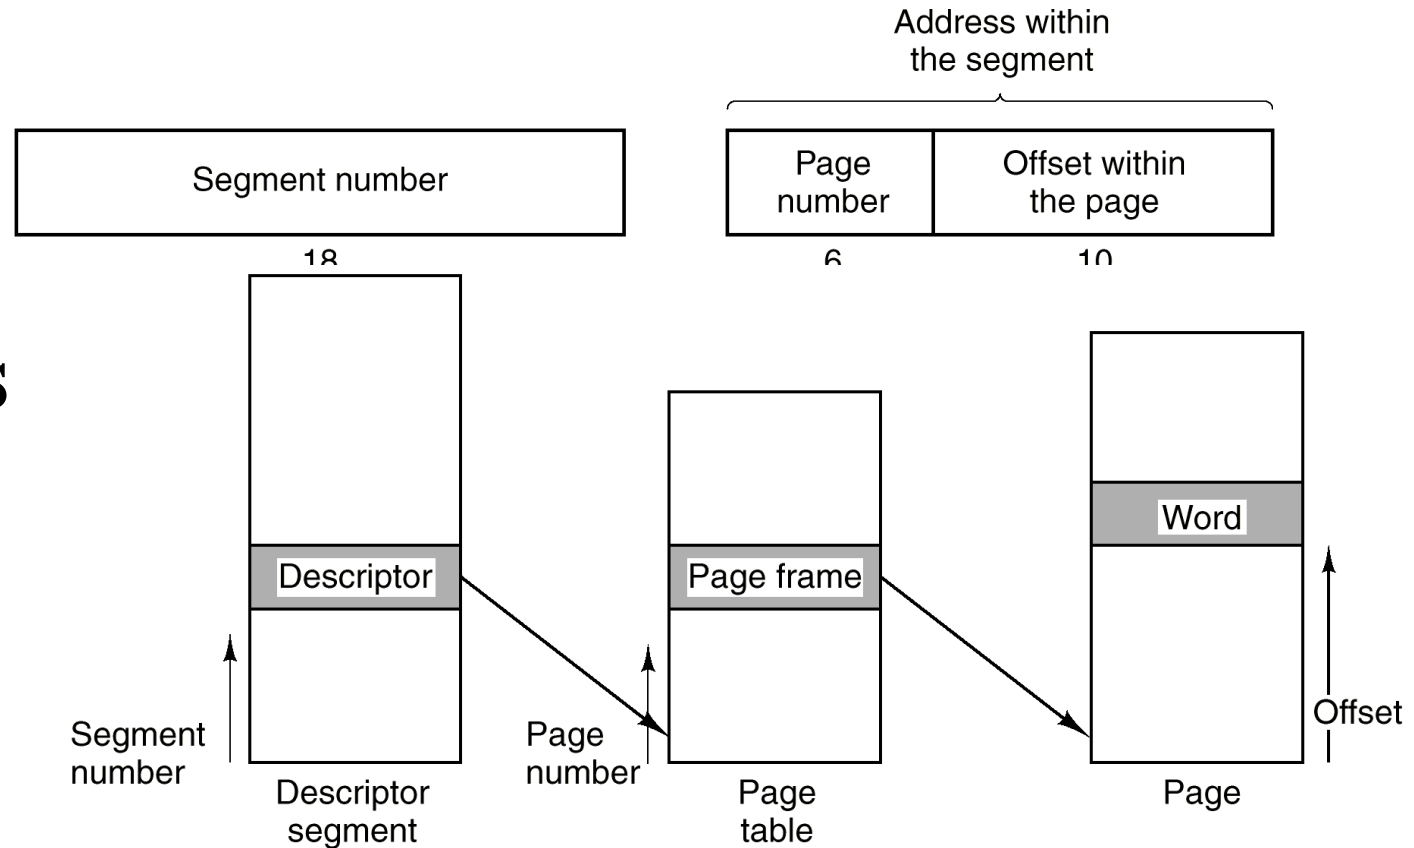 Address within
the segment
Segment number
Page
number
Offset within
the page
18
6
10
s
Descriptor
Page frame
Word
Segment
number
Page
number
Offset
Descriptor
segment
Page
table
Page